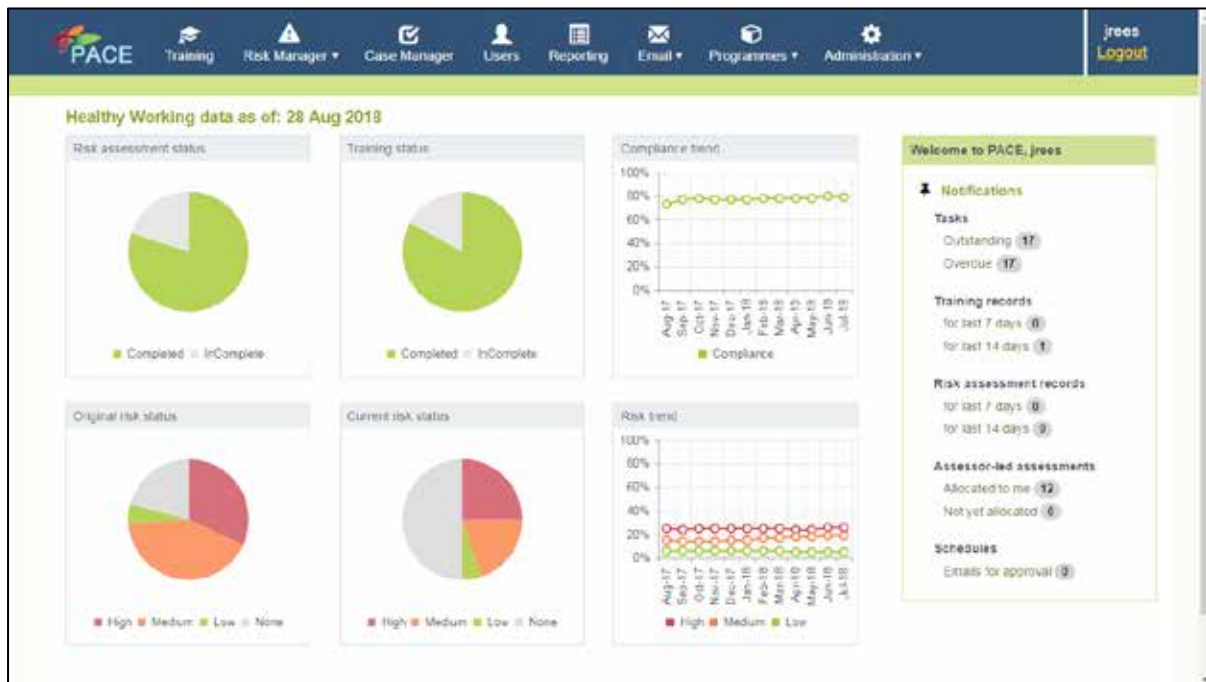 PACE
Training
Risk Manager
Case Manager
Users
Reporting
Email
Programmes
Administration
jrees
Logout
Healthy Working data as of: 28 Aug 2018
Risk assessment status
Completed InComplete
Training status
Completed InComplete
Compliance trend
100%
80%
60%
40%
20%
0%
Aug-17
Sep-17
Oct-17
Nov-17
Dec-17
Jan-18
Feb-18
Mar-18
Apr-18
May-18
Jun-18
Jul-18
Compliance
Original risk status
High Medium Low None
Current risk status
High Medium Low None
Risk trend
100%
80%
60%
40%
20%
0%
Aug-17
Sep-17
Oct-17
Nov-17
Dec-17
Jan-18
Feb-18
Mar-18
Apr-18
May-18
Jun-18
Jul-18
High Medium Low
Welcome to PACE, jrees
Notifications
Tasks
Outstanding 17
Overdue 17
Training records
for last 7 days 0
for last 14 days 1
Risk assessment records
for last 7 days 0
for last 14 days
Assessor-led assessments
Allocated to me 12
Not yet allocated
Schedules
Emails for approval 0